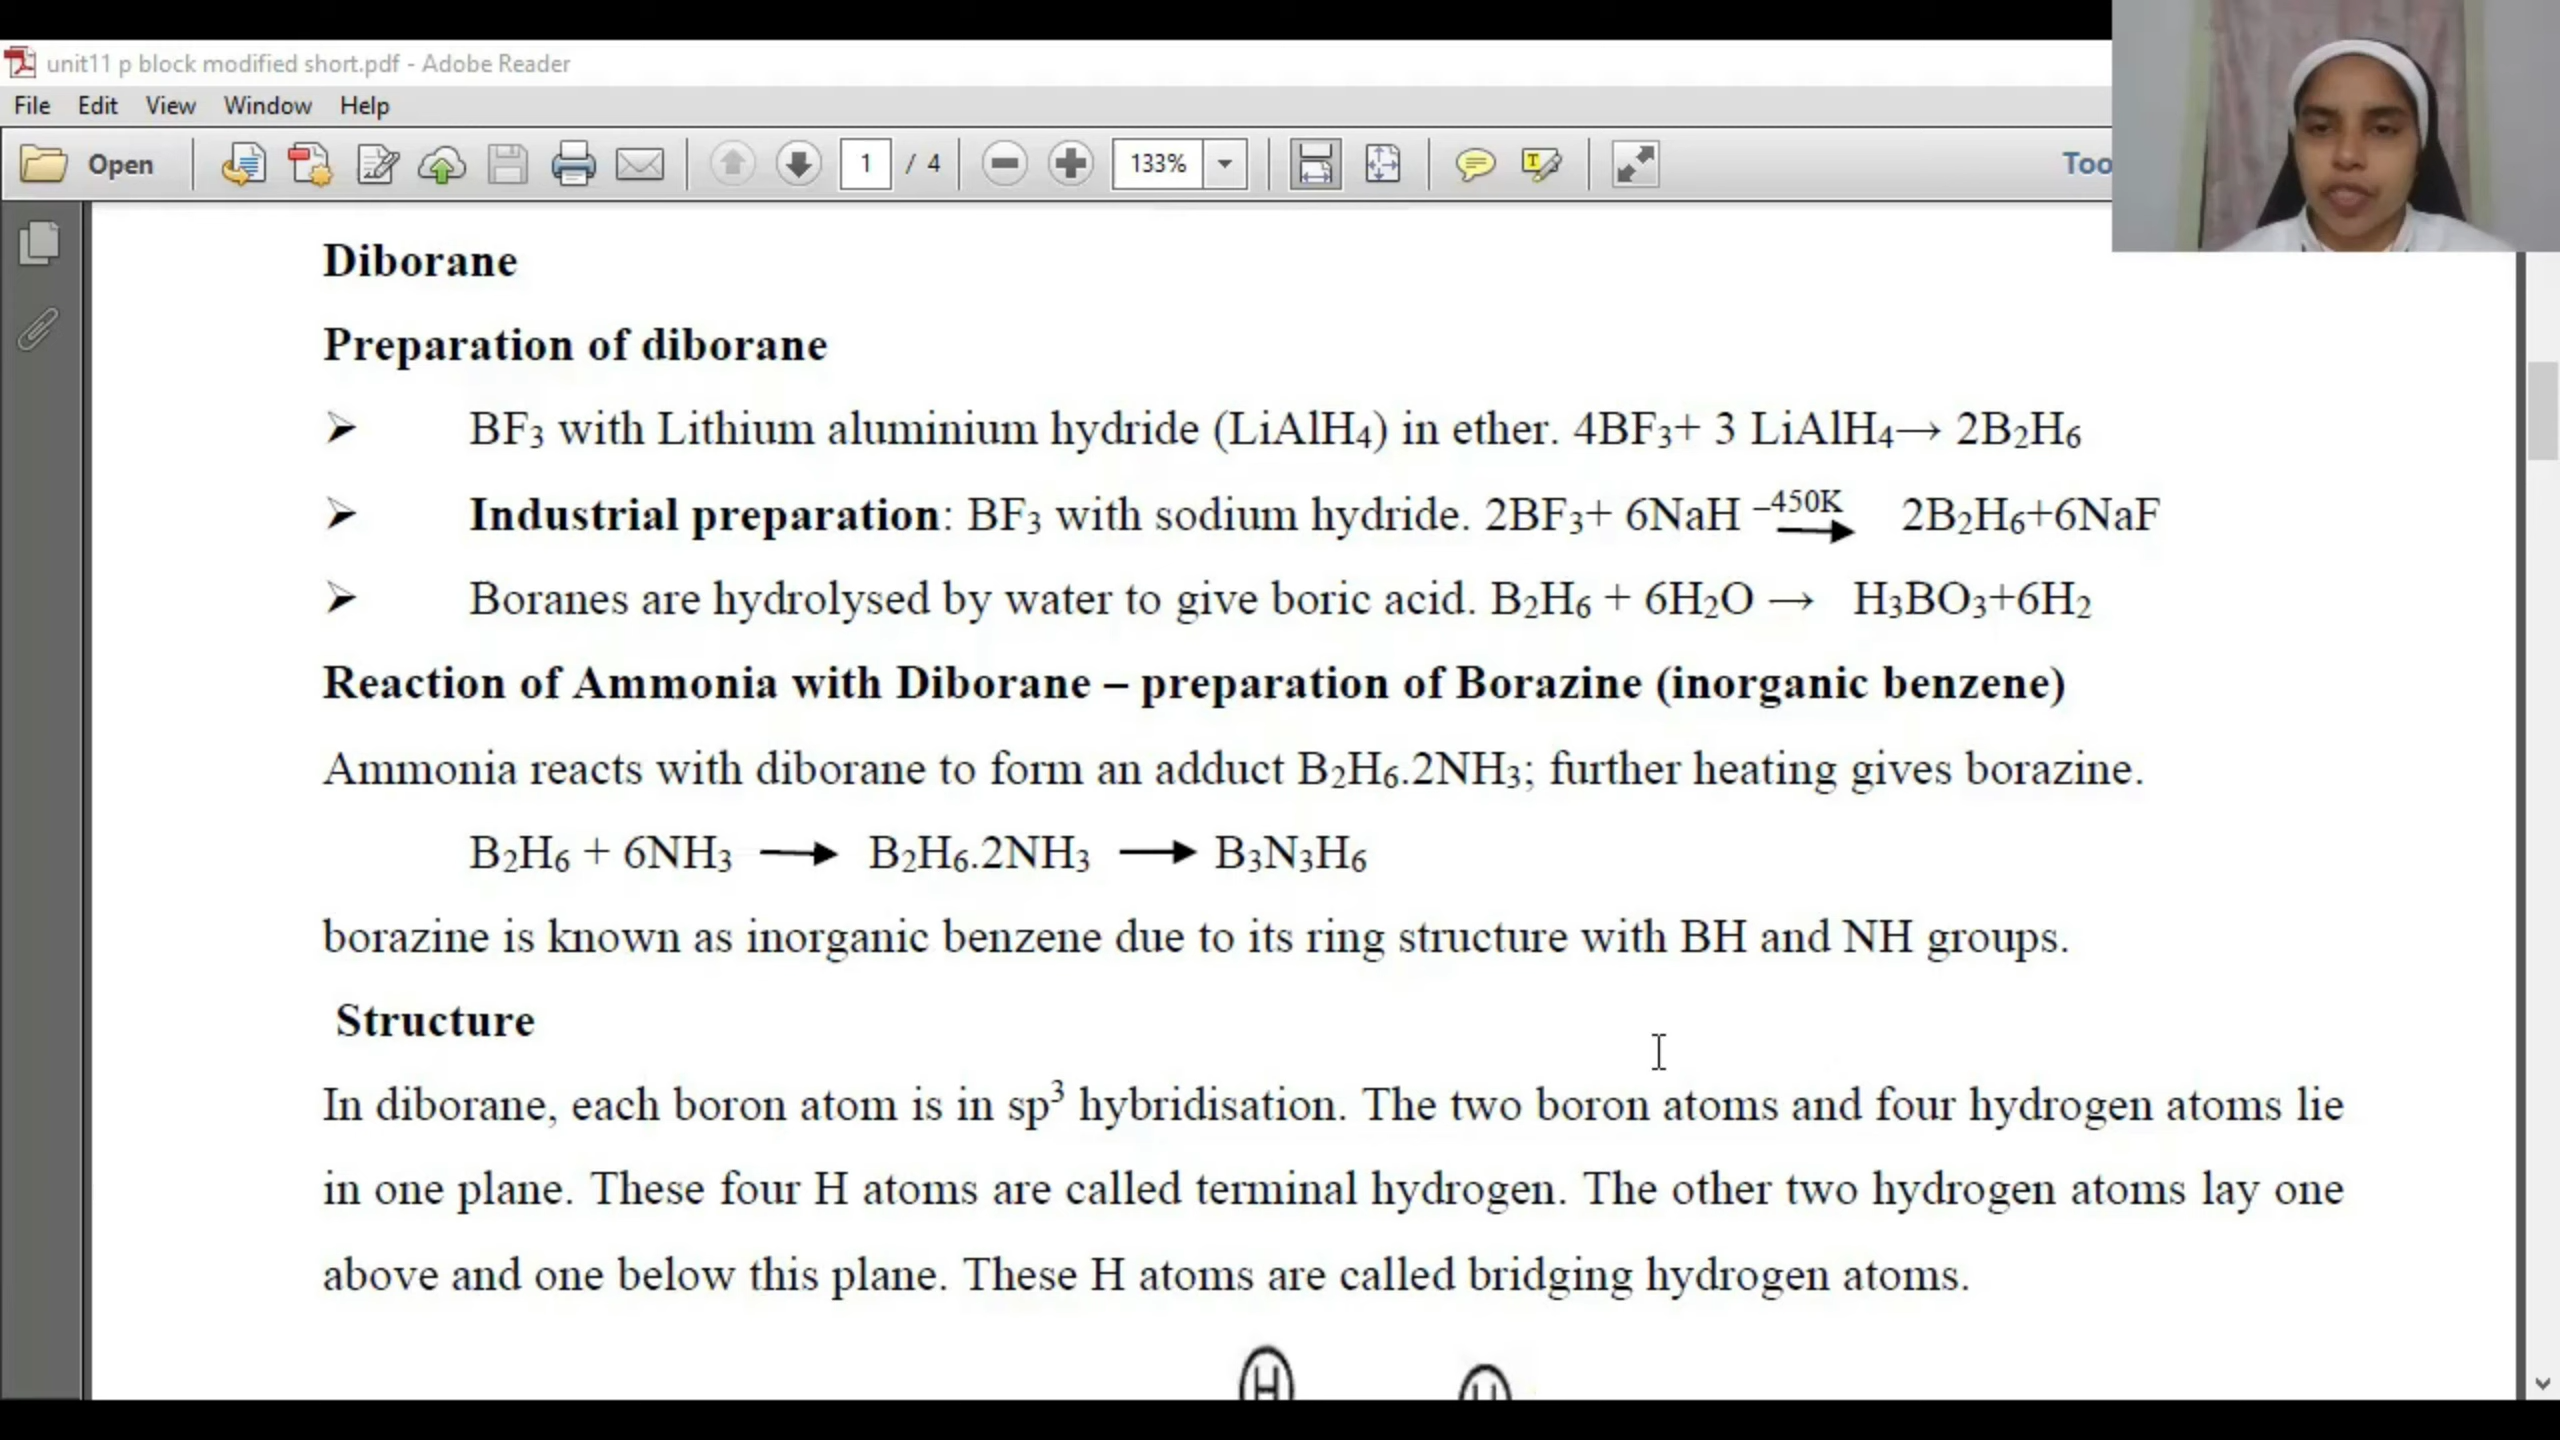 unit11 p block modified short.pdf - Adobe Reader
File Edit View Window Help
Open 1 / 4 133% Too
Diborane
Preparation of diborane
➢ BF₃ with Lithium aluminium hydride (LiAlH₄) in ether. 4BF₃+ 3 LiAlH₄→ 2B₂H₆
➢ Industrial preparation: BF₃ with sodium hydride. 2BF₃+ 6NaH –450K → 2B₂H₆+6NaF
➢ Boranes are hydrolysed by water to give boric acid. B₂H₆ + 6H₂O → H₃BO₃+6H₂
Reaction of Ammonia with Diborane – preparation of Borazine (inorganic benzene)
Ammonia reacts with diborane to form an adduct B₂H₆.2NH₃; further heating gives borazine.
B₂H₆ + 6NH₃ → B₂H₆.2NH₃ → B₃N₃H₆
borazine is known as inorganic benzene due to its ring structure with BH and NH groups.
Structure
In diborane, each boron atom is in sp³ hybridisation. The two boron atoms and four hydrogen atoms lie
in one plane. These four H atoms are called terminal hydrogen. The other two hydrogen atoms lay one
above and one below this plane. These H atoms are called bridging hydrogen atoms.
H